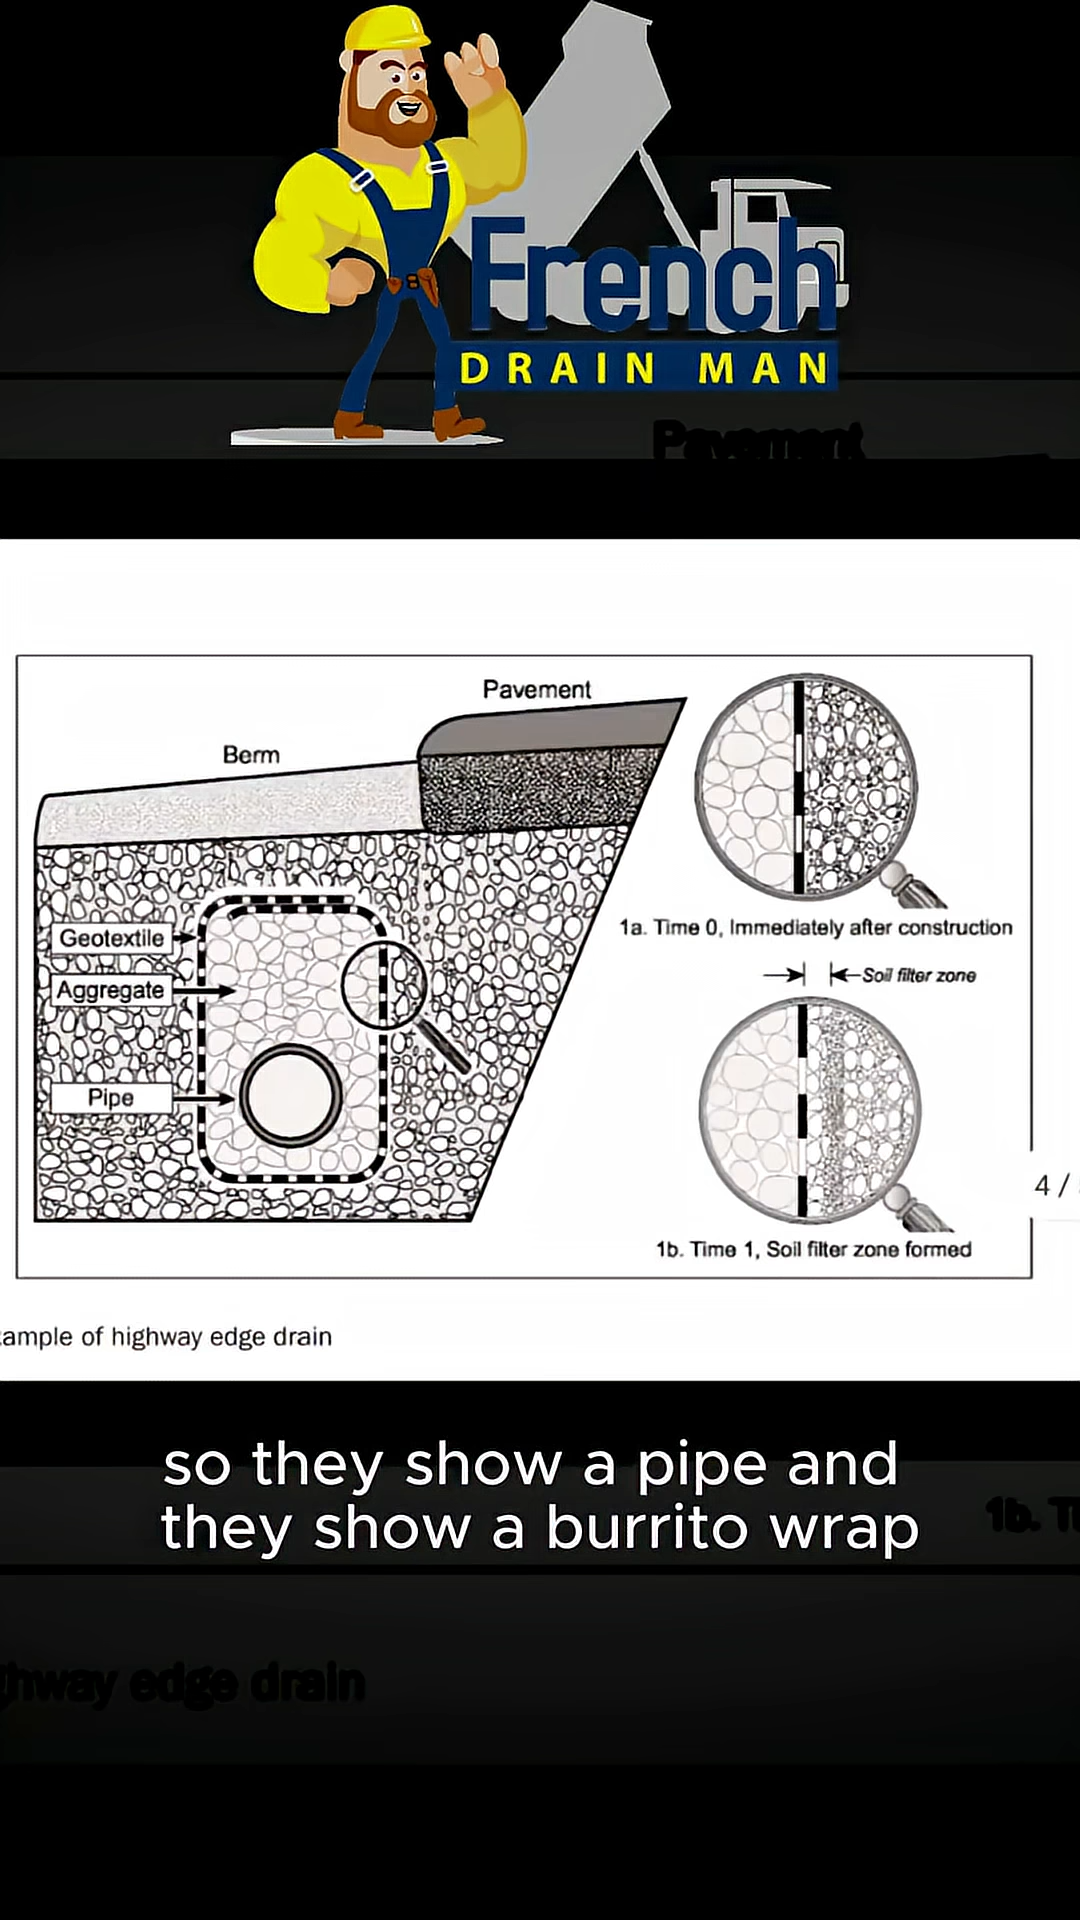 French
DRAIN MAN
Pavement
Pavement
Berm
Geotextile
Aggregate
Pipe
1a. Time 0, Immediately after construction
Soil filter zone
4 /
1b. Time 1, Soil filter zone formed
ample of highway edge drain
so they show a pipe and
they show a burrito wrap
1b. T
hway edge drain